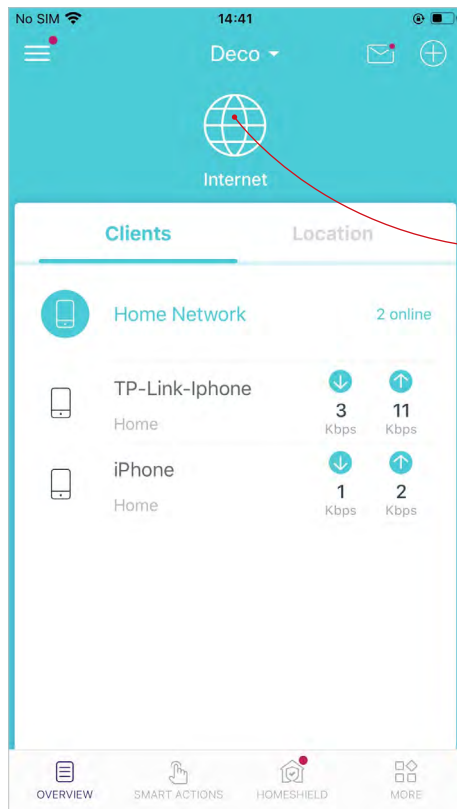 No SIM 14:41
Deco
Internet
Clients Location
Home Network 2 online
TP-Link-Iphone 3 11
Home Kbps Kbps
iPhone 1 2
Home Kbps Kbps
OVERVIEW SMART ACTIONS HOMESHIELD MORE